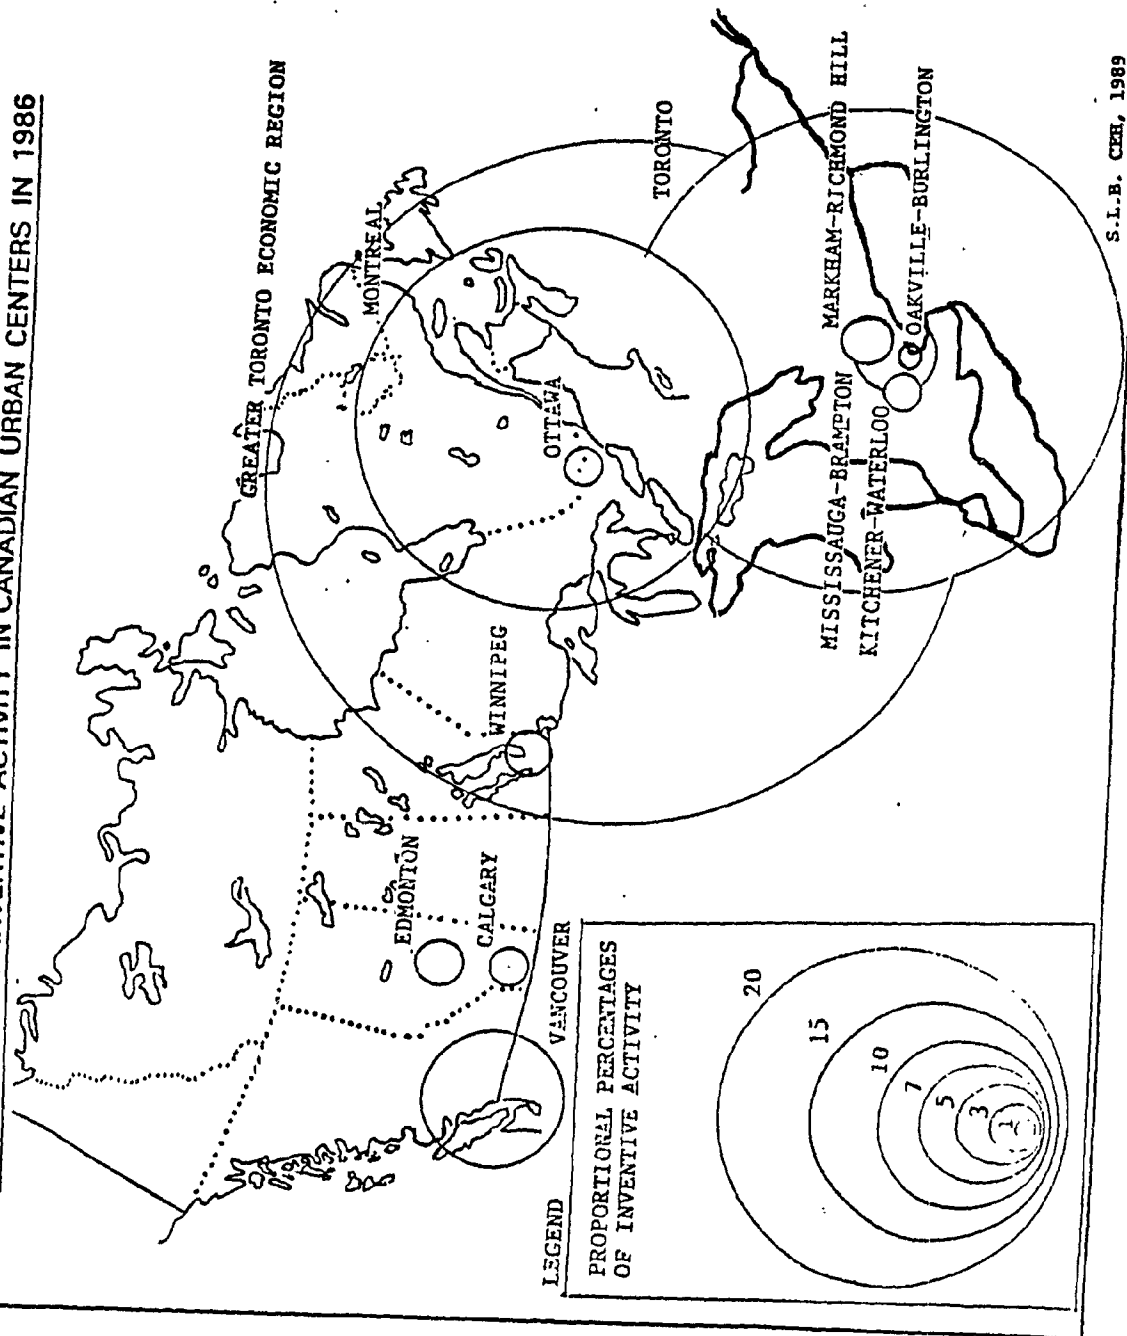 INVENTIVE ACTIVITY IN CANADIAN URBAN CENTERS IN 1986
GREATER TORONTO ECONOMIC REGION
MONTREAL
TORONTO
OTTAWA
WINNIPEG
EDMONTON
CALGARY
VANCOUVER
MARKHAM-RICHMOND HILL
OAKVILLE-BURLINGTON
MISSISSAUGA-BRAMPTON
KITCHENER-WATERLOO
LEGEND
PROPORTIONAL PERCENTAGES
OF INVENTIVE ACTIVITY
20
15
10
7
5
3
1
S.L.B. CEH, 1989